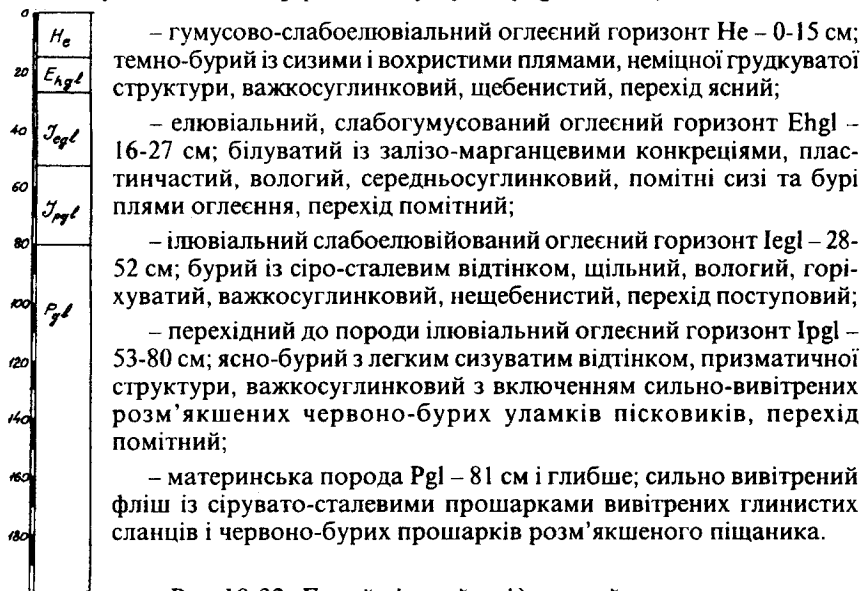 0
20
40
60
80
100
120
140
160
180
He
Ehgl
Jegl
Jpgl
Pgl
– гумусово-слабоелювіальний оглеєний горизонт He – 0-15 см;
темно-бурий із сизими і вохристими плямами, неміцної грудкуватої
структури, важкосуглинковий, щебенистий, перехід ясний;
– елювіальний, слабогумусований оглеєний горизонт Ehgl –
16-27 см; білуватий із залізо-марганцевими конкреціями, плас-
тинчастий, вологий, середньосуглинковий, помітні сизі та бурі
плями оглеєння, перехід помітний;
– ілювіальний слабоелювійований оглеєний горизонт Iegl – 28-
52 см; бурий із сіро-сталевим відтінком, щільний, вологий, горі-
хуватий, важкосуглинковий, нещебенистий, перехід поступовий;
– перехідний до породи ілювіальний оглеєний горизонт Ipgl –
53-80 см; ясно-бурий з легким сизуватим відтінком, призматичної
структури, важкосуглинковий з включенням сильно-вивітрених
розм'якшених червоно-бурих уламків пісковиків, перехід
помітний;
– материнська порода Pgl – 81 см і глибше; сильно вивітрений
фліш із сірувато-сталевими прошарками вивітрених глинистих
сланців і червоно-бурих прошарків розм'якшеного піщаника.